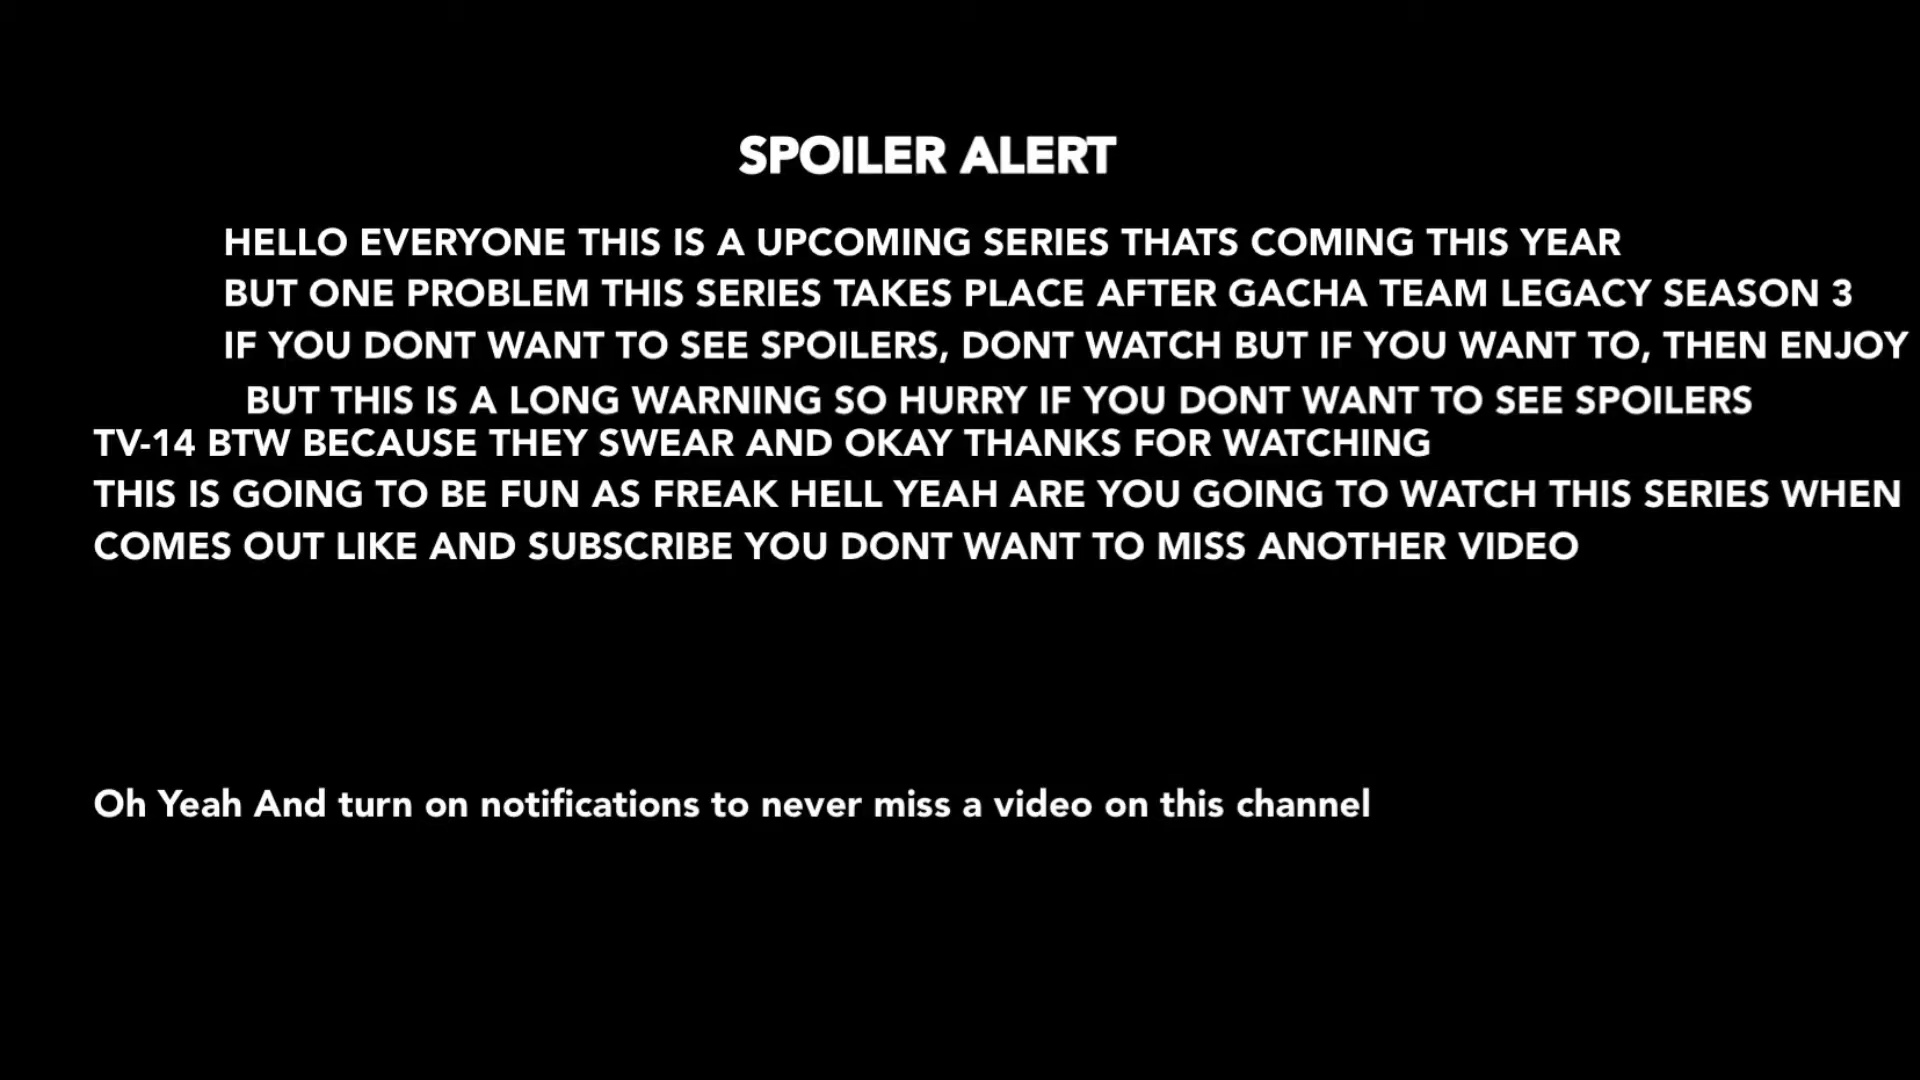 SPOILER ALERT
HELLO EVERYONE THIS IS A UPCOMING SERIES THATS COMING THIS YEAR
BUT ONE PROBLEM THIS SERIES TAKES PLACE AFTER GACHA TEAM LEGACY SEASON 3
IF YOU DONT WANT TO SEE SPOILERS, DONT WATCH BUT IF YOU WANT TO, THEN ENJOY
BUT THIS IS A LONG WARNING SO HURRY IF YOU DONT WANT TO SEE SPOILERS
TV-14 BTW BECAUSE THEY SWEAR AND OKAY THANKS FOR WATCHING
THIS IS GOING TO BE FUN AS FREAK HELL YEAH ARE YOU GOING TO WATCH THIS SERIES WHEN
COMES OUT LIKE AND SUBSCRIBE YOU DONT WANT TO MISS ANOTHER VIDEO
Oh Yeah And turn on notifications to never miss a video on this channel